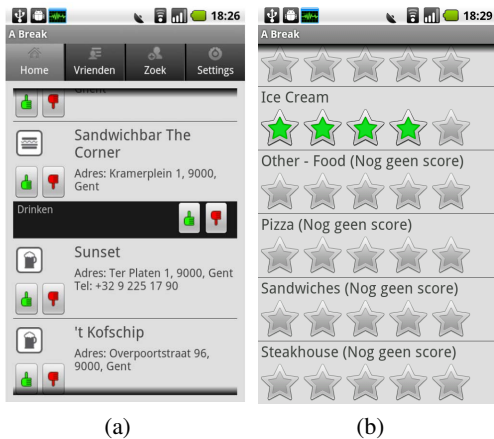 18:26
A Break
Home Vrienden Zoek Settings
Gent
Sandwichbar The
Corner
Adres: Kramerplein 1, 9000,
Gent
Drinken
Sunset
Adres: Ter Platen 1, 9000, Gent
Tel: +32 9 225 17 90
't Kofschip
Adres: Overpoortstraat 96,
9000, Gent
(a)
18:29
A Break
Ice Cream
Other - Food (Nog geen score)
Pizza (Nog geen score)
Sandwiches (Nog geen score)
Steakhouse (Nog geen score)
(b)